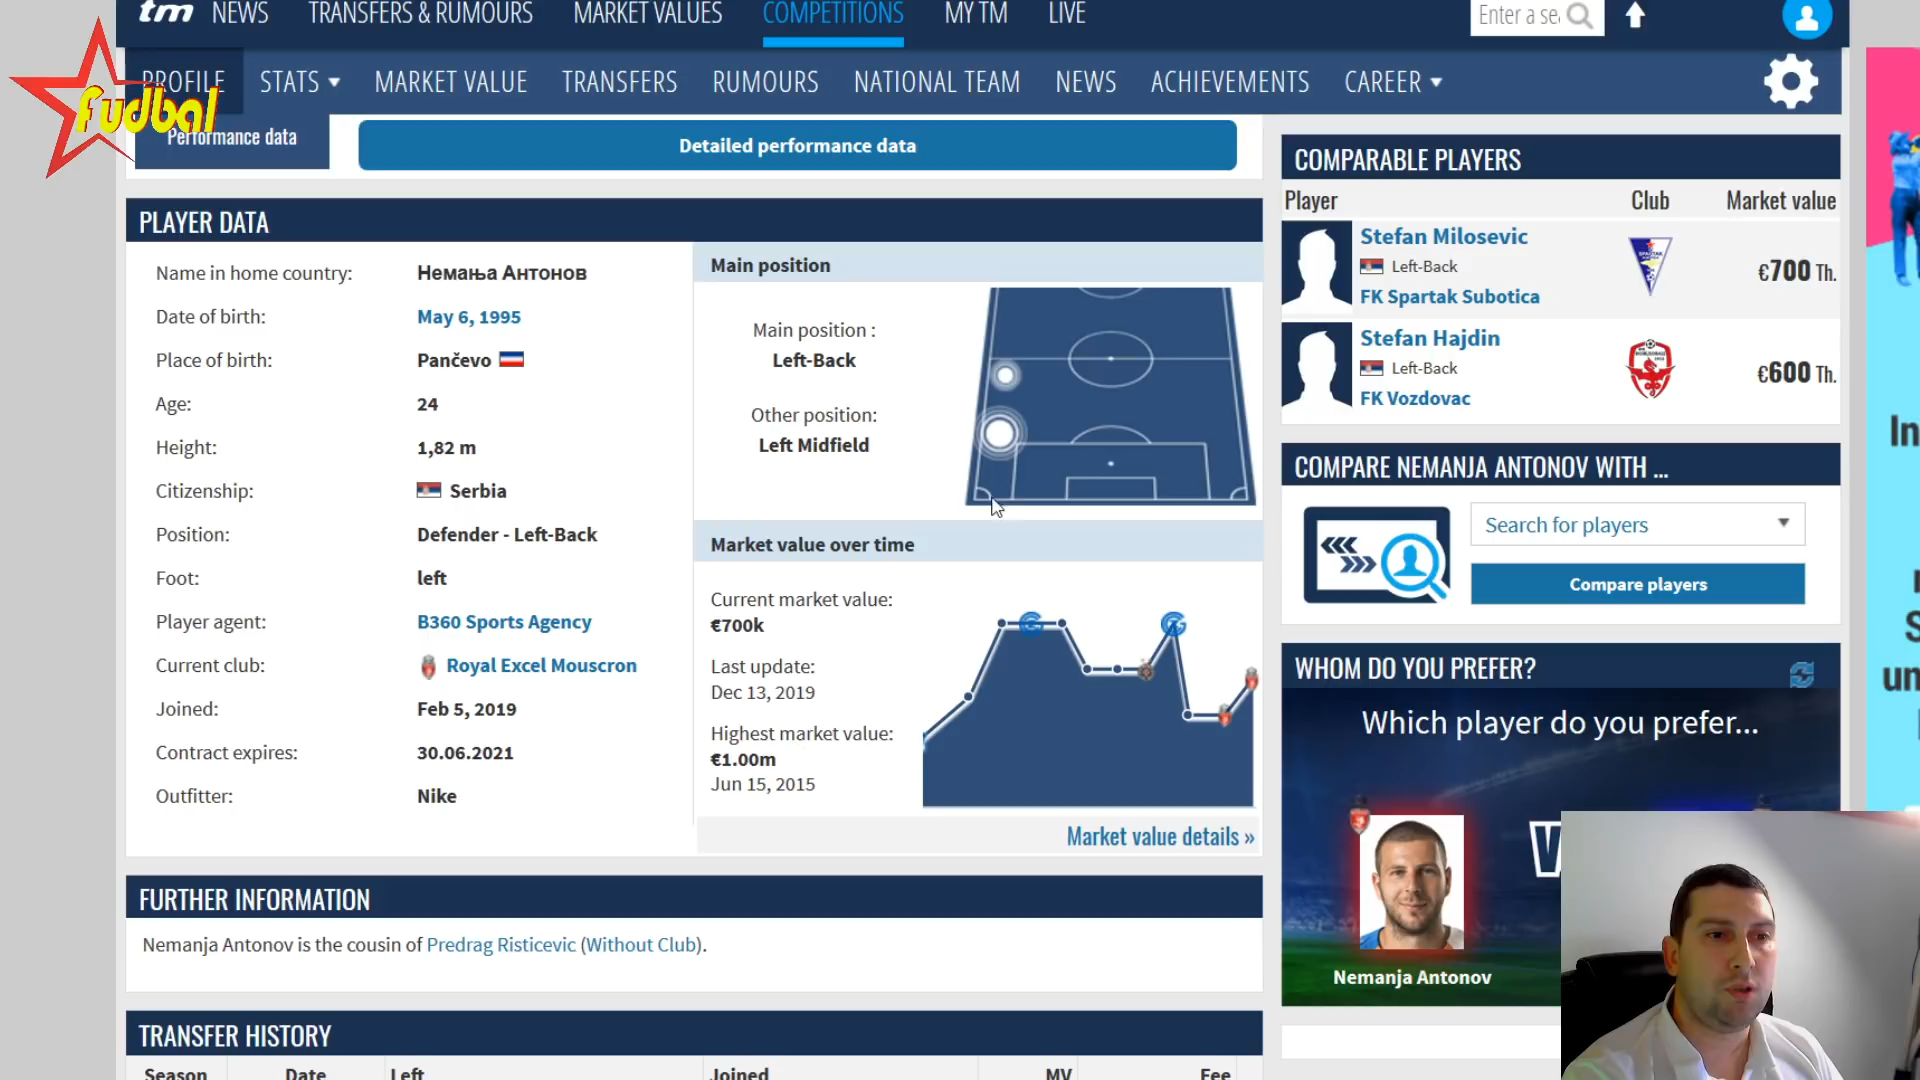 tm NEWS TRANSFERS & RUMOURS MARKET VALUES COMPETITIONS MY TM LIVE
PROFILE STATS MARKET VALUE TRANSFERS RUMOURS NATIONAL TEAM NEWS ACHIEVEMENTS CAREER
fudbal
Performance data
Detailed performance data
PLAYER DATA
Name in home country: Немања Антонов
Date of birth: May 6, 1995
Place of birth: Pančevo
Age: 24
Height: 1,82 m
Citizenship: Serbia
Position: Defender - Left-Back
Foot: left
Player agent: B360 Sports Agency
Current club: Royal Excel Mouscron
Joined: Feb 5, 2019
Contract expires: 30.06.2021
Outfitter: Nike
Main position
Main position :
Left-Back
Other position:
Left Midfield
Market value over time
Current market value:
€700k
Last update:
Dec 13, 2019
Highest market value:
€1.00m
Jun 15, 2015
Market value details »
FURTHER INFORMATION
Nemanja Antonov is the cousin of Predrag Risticevic (Without Club).
TRANSFER HISTORY
Season Date Left Joined MV Fee
COMPARABLE PLAYERS
Player Club Market value
Stefan Milosevic
Left-Back
FK Spartak Subotica
€700 Th.
Stefan Hajdin
Left-Back
FK Vozdovac
€600 Th.
COMPARE NEMANJA ANTONOV WITH ...
Search for players
Compare players
WHOM DO YOU PREFER?
Which player do you prefer...
Nemanja Antonov
In
un